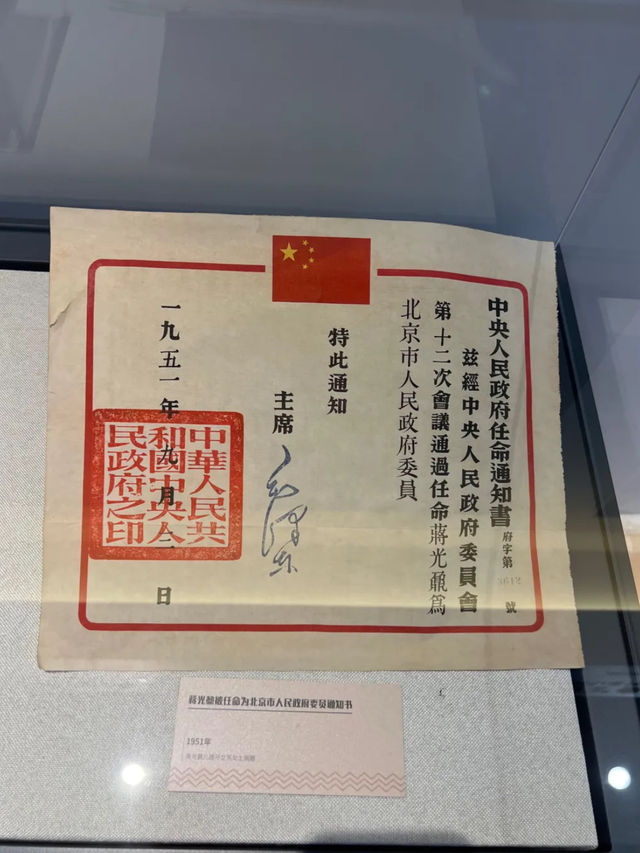 中央人民政府任命通知書 府字第 號
茲經中央人民政府委員會
第十二次會議通過任命蔣光鼐爲
北京市人民政府委員
特此通知
主席 毛澤東
一九五一年九月 日
中華人民共
和國中央人
民政府之印
蒋光鼐被任命为北京市人民政府委员通知书
1951年